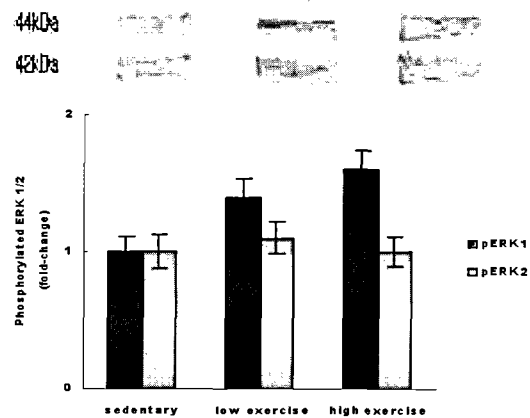 44kDa
42kDa
2
1
0
Phosphorylated ERK 1/2
(fold-change)
pERK1
pERK2
sedentary low exercise high exercise